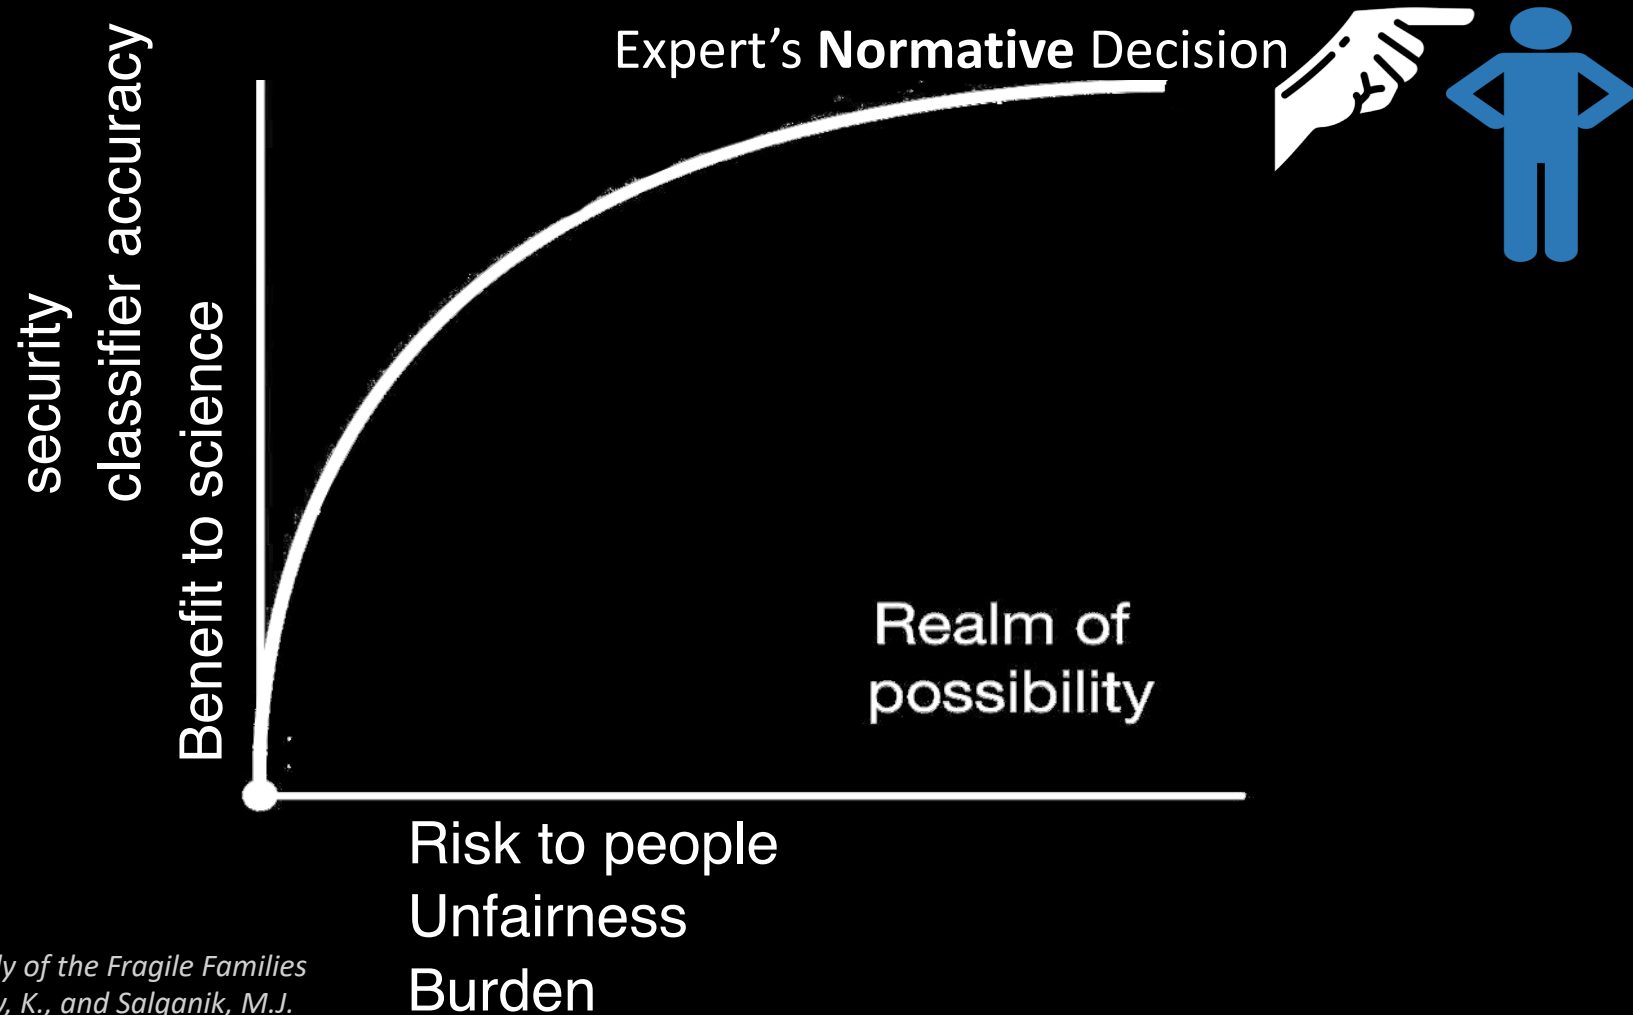 Expert's Normative Decision
security
classifier accuracy
Benefit to science
Realm of
possibility
Risk to people
Unfairness
Burden
of the Fragile Families
K., and Salganik, M.J.